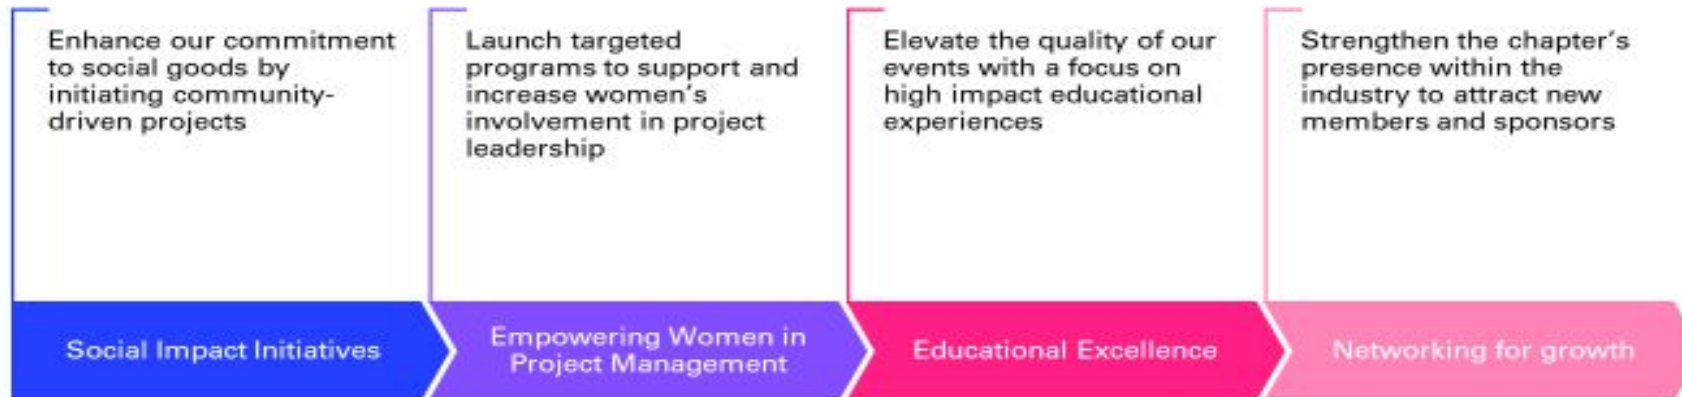 Enhance our commitment
to social goods by
initiating community-
driven projects
Launch targeted
programs to support and
increase women's
involvement in project
leadership
Elevate the quality of our
events with a focus on
high impact educational
experiences
Strengthen the chapter's
presence within the
industry to attract new
members and sponsors
Social Impact Initiatives
Empowering Women in
Project Management
Educational Excellence
Networking for growth